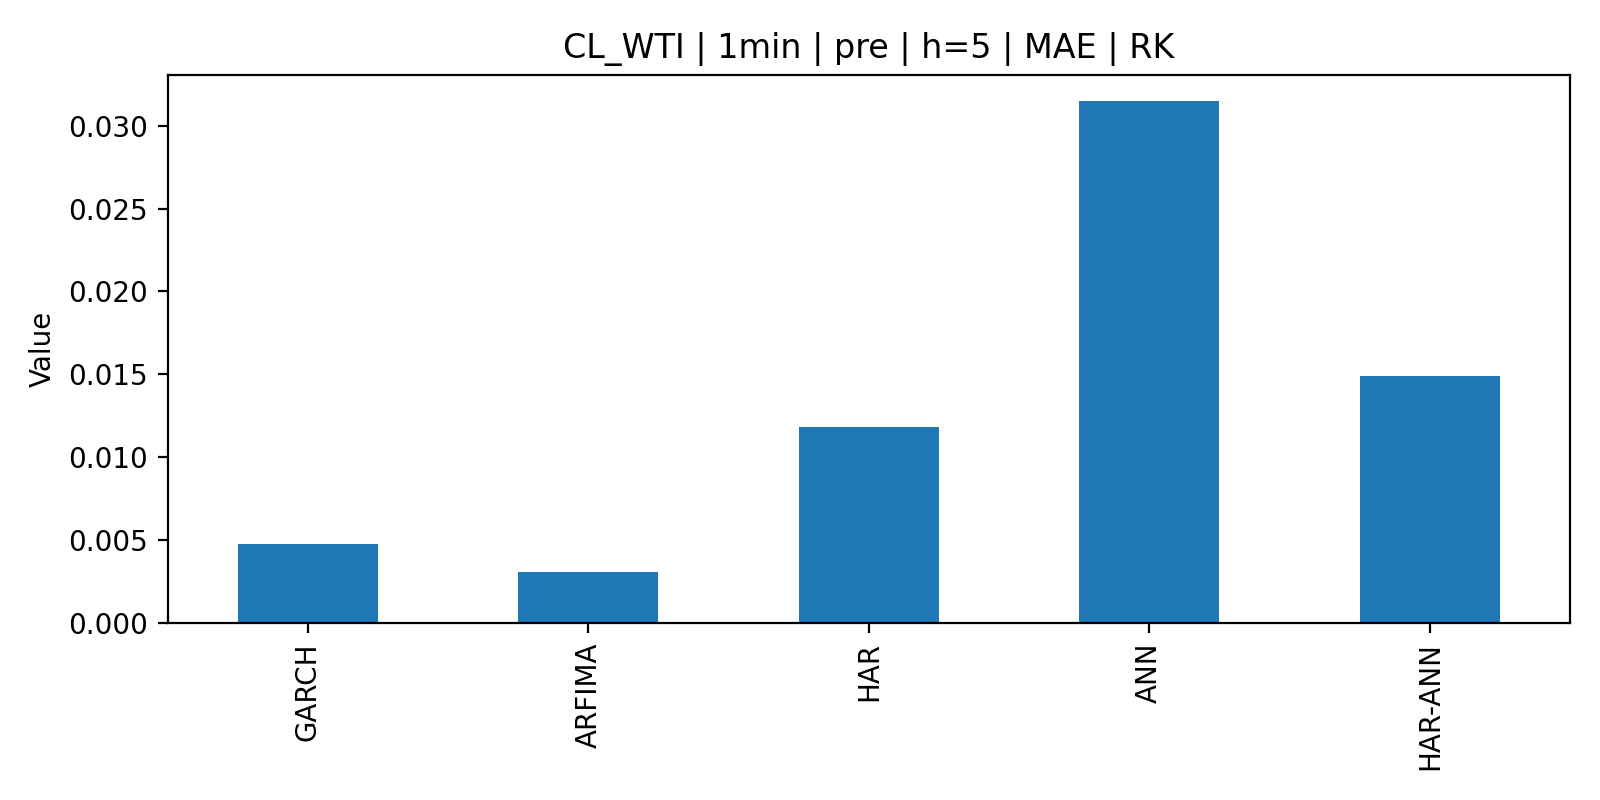 CL_WTI | 1min | pre | h=5 | MAE | RK
Value
0.030
0.025
0.020
0.015
0.010
0.005
0.000
GARCH
ARFIMA
HAR
ANN
HAR-ANN